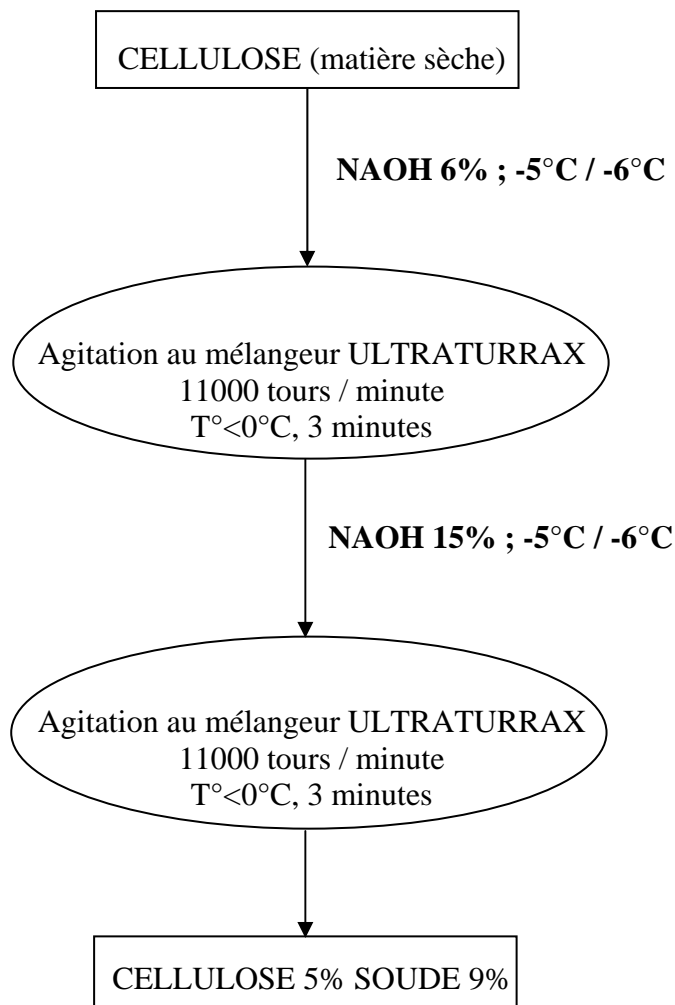 CELLULOSE (matière sèche)
NAOH 6% ; -5°C / -6°C
Agitation au mélangeur ULTRATURRAX
11000 tours / minute
T°<0°C, 3 minutes
NAOH 15% ; -5°C / -6°C
Agitation au mélangeur ULTRATURRAX
11000 tours / minute
T°<0°C, 3 minutes
CELLULOSE 5% SOUDE 9%